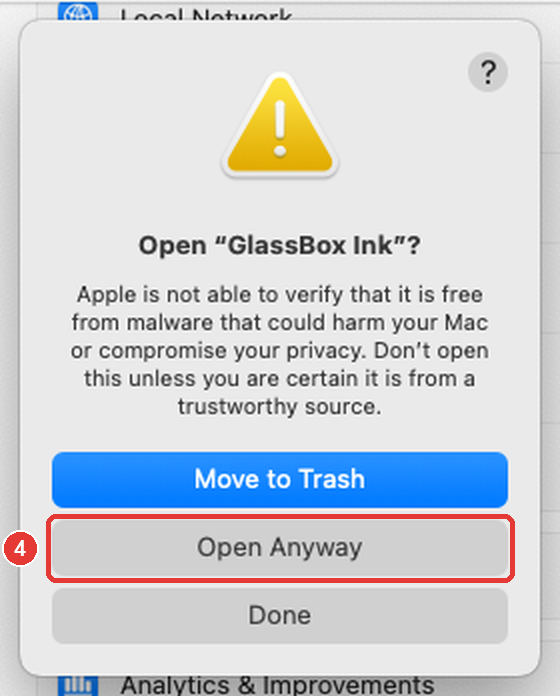 Local Network
?
Open “GlassBox Ink”?
Apple is not able to verify that it is free
from malware that could harm your Mac
or compromise your privacy. Don’t open
this unless you are certain it is from a
trustworthy source.
Move to Trash
4
Open Anyway
Done
Analytics & Improvements